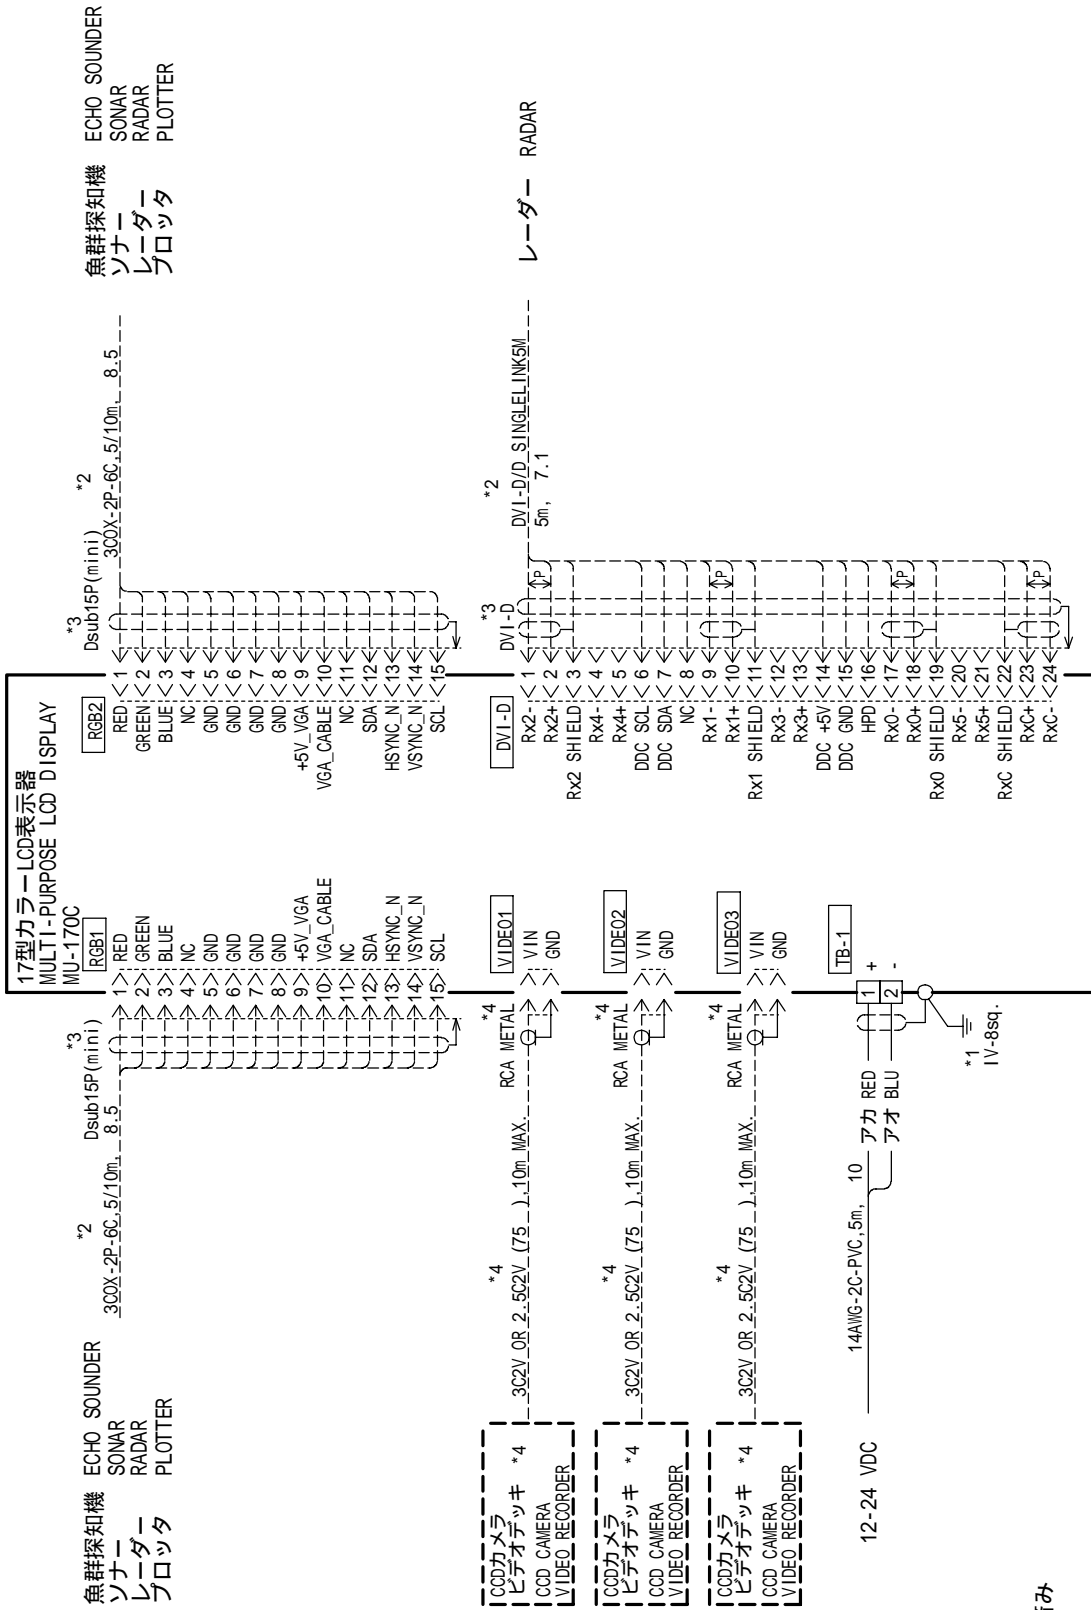 17型カラーLCD表示器
MULTI-PURPOSE LCD DISPLAY
MU-170C
魚群探知機 ECHO SOUNDER
ソナー SONAR
レーダー RADAR
プロッタ PLOTTER
*2
3COX-2P-6C,5/10m, 8.5
*3
Dsub15P(mini)
RGB1
1 RED
2 GREEN
3 BLUE
4 NC
5 GND
6 GND
7 GND
8 GND
9 +5V_VGA
10 VGA_CABLE
11 NC
12 SDA
13 HSYNC_N
14 VSYNC_N
15 SCL
CCDカメラ
ビデオデッキ *4
CCD CAMERA
VIDEO RECORDER
*4
3C2V OR 2.5C2V (75 ),10m MAX.
*4
RCA METAL
VIDEO1
VIN
GND
CCDカメラ
ビデオデッキ *4
CCD CAMERA
VIDEO RECORDER
*4
3C2V OR 2.5C2V (75 ),10m MAX.
*4
RCA METAL
VIDEO2
VIN
GND
CCDカメラ
ビデオデッキ *4
CCD CAMERA
VIDEO RECORDER
*4
3C2V OR 2.5C2V (75 ),10m MAX.
*4
RCA METAL
VIDEO3
VIN
GND
12-24 VDC
14AWG-2C-PVC,5m, 10
アカ RED
アオ BLU
TB-1
1 +
2 -
*1
IV-8sq.
RGB2
RED 1
GREEN 2
BLUE 3
NC 4
GND 5
GND 6
GND 7
GND 8
+5V_VGA 9
VGA_CABLE 10
NC 11
SDA 12
HSYNC_N 13
VSYNC_N 14
SCL 15
*3
Dsub15P(mini)
*2
3COX-2P-6C,5/10m, 8.5
魚群探知機 ECHO SOUNDER
ソナー SONAR
レーダー RADAR
プロッタ PLOTTER
DVI-D
Rx2- 1
Rx2+ 2
Rx2 SHIELD 3
Rx4- 4
Rx4+ 5
DDC SCL 6
DDC SDA 7
NC 8
Rx1- 9
Rx1+ 10
Rx1 SHIELD 11
Rx3- 12
Rx3+ 13
DDC +5V 14
DDC GND 15
HPD 16
Rx0- 17
Rx0+ 18
Rx0 SHIELD 19
Rx5- 20
Rx5+ 21
RxC SHIELD 22
RxC+ 23
RxC- 24
*3
DVI-D
P
P
P
P
*2
DVI-D/D SINGLELINK5M
5m, 7.1
レーダー RADAR
み